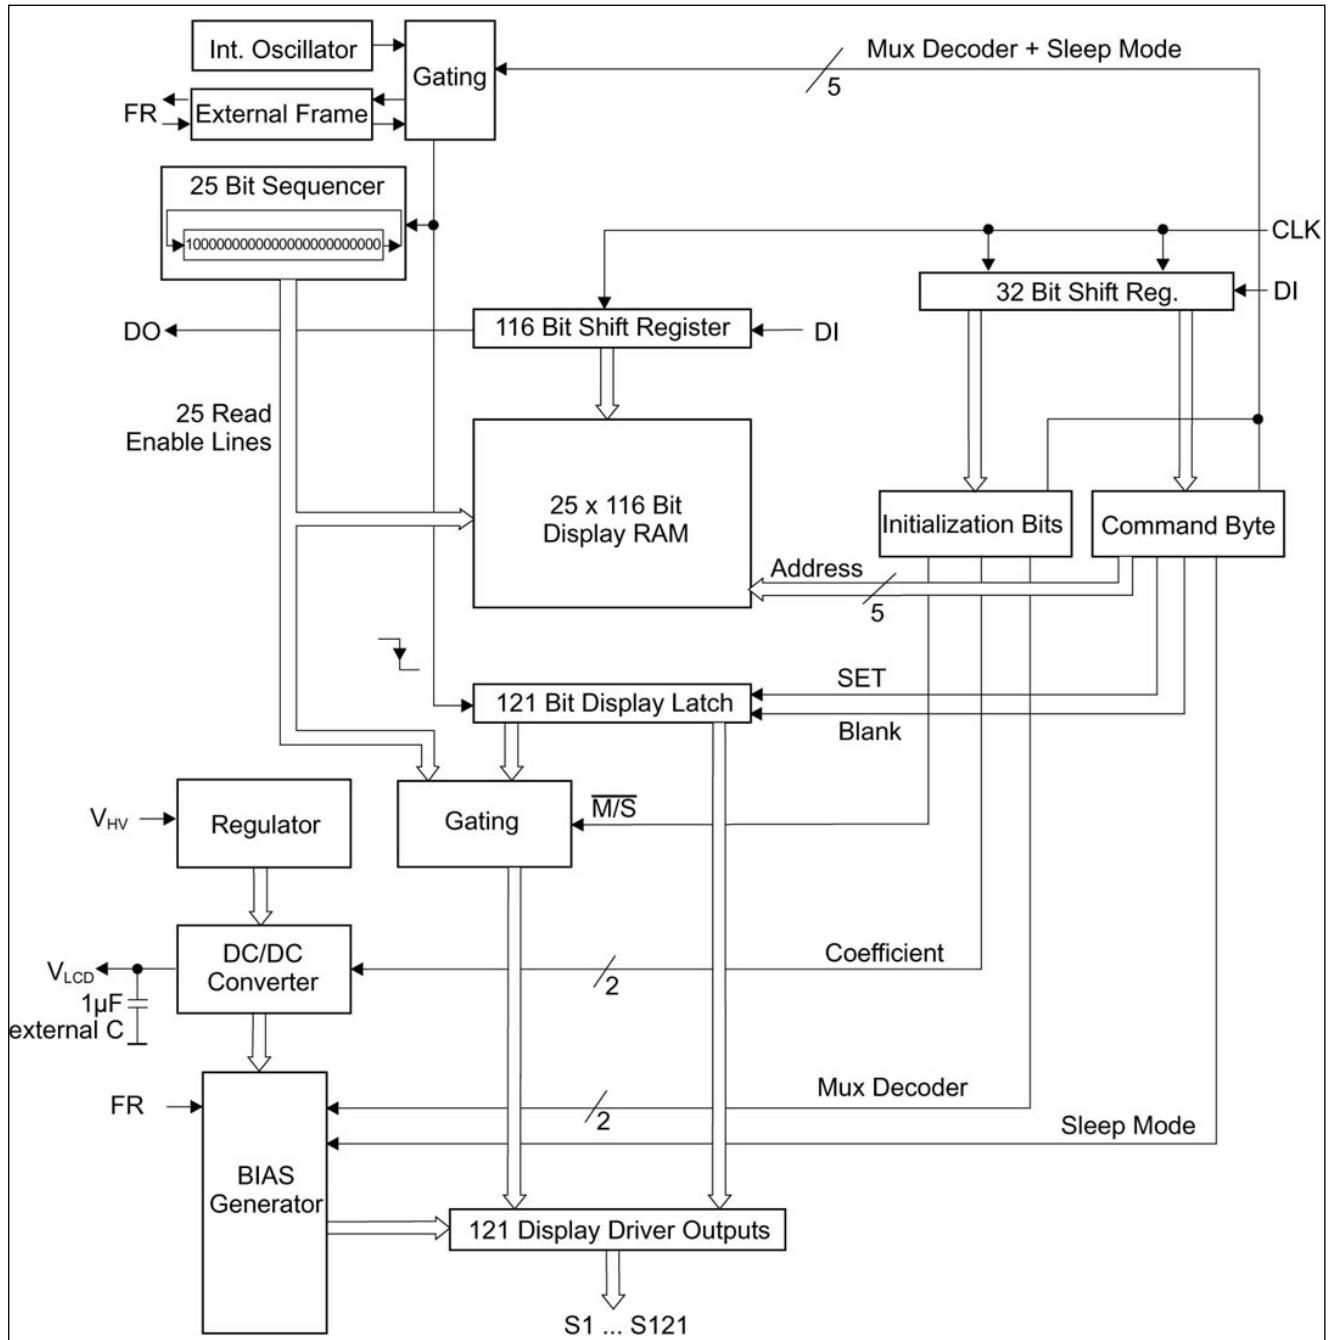 Int. Oscillator
Gating
Mux Decoder + Sleep Mode
5
FR
External Frame
25 Bit Sequencer
1000000000000000000000000
CLK
32 Bit Shift Reg.
DI
DO
116 Bit Shift Register
DI
25 Read
Enable Lines
25 x 116 Bit
Display RAM
Initialization Bits
Command Byte
Address
5
SET
121 Bit Display Latch
Blank
VHV
Regulator
Gating
M/S
VLCD
DC/DC
Converter
Coefficient
2
1µF
external C
FR
Mux Decoder
2
Sleep Mode
BIAS
Generator
121 Display Driver Outputs
S1 ... S121